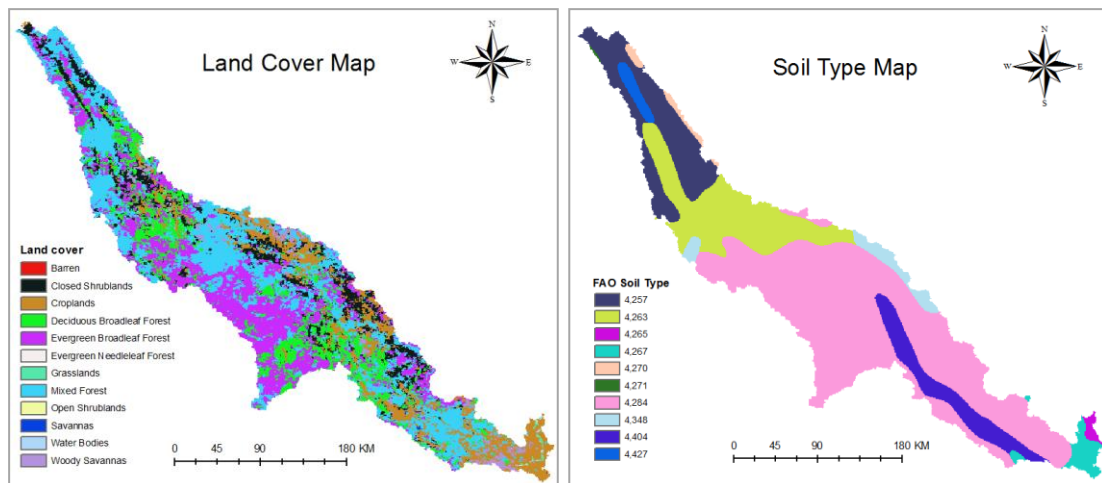 Land Cover Map
N
W
E
S
Land cover
Barren
Closed Shrublands
Croplands
Deciduous Broadleaf Forest
Evergreen Broadleaf Forest
Evergreen Needleleaf Forest
Grasslands
Mixed Forest
Open Shrublands
Savannas
Water Bodies
Woody Savannas
0 45 90 180 KM
Soil Type Map
N
W
E
S
FAO Soil Type
4,257
4,263
4,265
4,267
4,270
4,271
4,284
4,348
4,404
4,427
0 45 90 180 KM